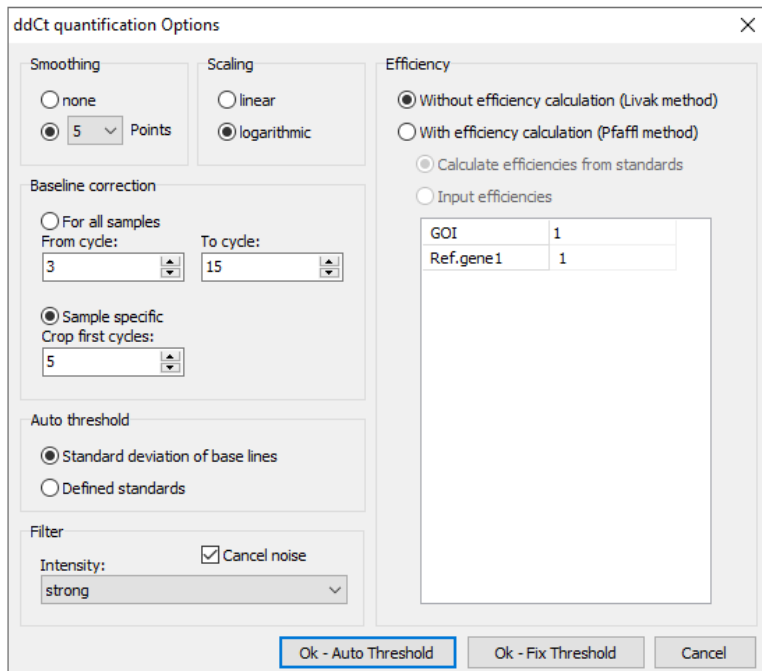 ddCt quantification Options
Smoothing
none
5 Points
Scaling
linear
logarithmic
Baseline correction
For all samples
From cycle: To cycle:
3 15
Sample specific
Crop first cycles:
5
Auto threshold
Standard deviation of base lines
Defined standards
Filter
Cancel noise
Intensity:
strong
Efficiency
Without efficiency calculation (Livak method)
With efficiency calculation (Pfaffl method)
Calculate efficiencies from standards
Input efficiencies
GOI 1
Ref.gene1 1
Ok - Auto Threshold Ok - Fix Threshold Cancel